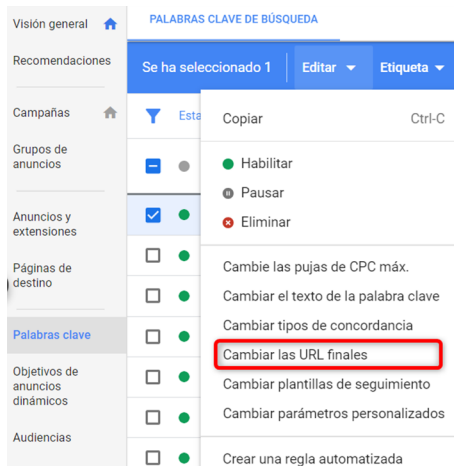 Visión general
Recomendaciones
Campañas
Grupos de
anuncios
Anuncios y
extensiones
Páginas de
destino
Palabras clave
Objetivos de
anuncios
dinámicos
Audiencias
PALABRAS CLAVE DE BÚSQUEDA
Se ha seleccionado 1 Editar Etiqueta
Esta
Copiar Ctrl-C
Habilitar
Pausar
Eliminar
Cambie las pujas de CPC máx.
Cambiar el texto de la palabra clave
Cambiar tipos de concordancia
Cambiar las URL finales
Cambiar plantillas de seguimiento
Cambiar parámetros personalizados
Crear una regla automatizada